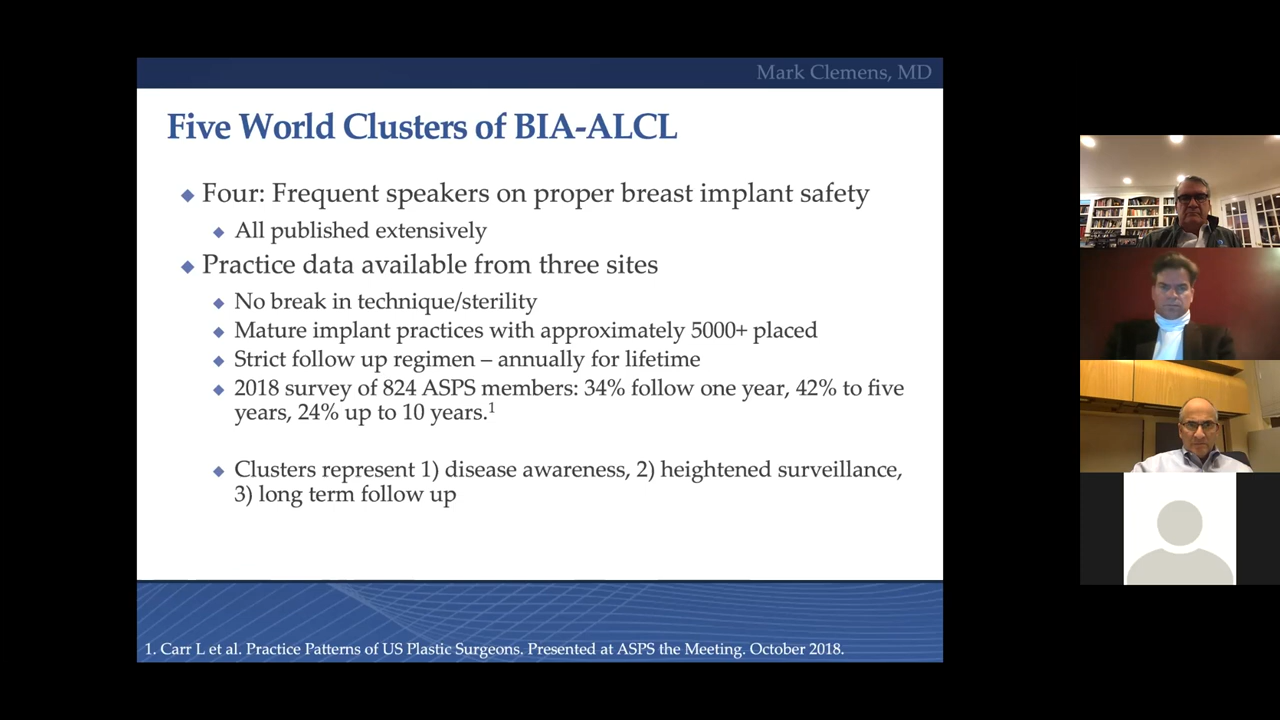 Mark Clemens, MD
Five World Clusters of BIA-ALCL
Four: Frequent speakers on proper breast implant safety
All published extensively
Practice data available from three sites
No break in technique/sterility
Mature implant practices with approximately 5000+ placed
Strict follow up regimen – annually for lifetime
2018 survey of 824 ASPS members: 34% follow one year, 42% to five
years, 24% up to 10 years.¹
Clusters represent 1) disease awareness, 2) heightened surveillance,
3) long term follow up
1. Carr L et al. Practice Patterns of US Plastic Surgeons. Presented at ASPS the Meeting. October 2018.